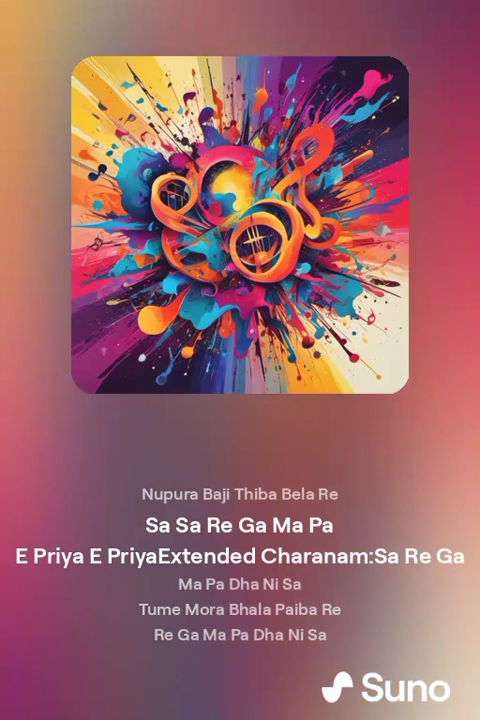 Nupura Baji Thiba Bela Re
Sa Sa Re Ga Ma Pa
E Priya E PriyaExtended Charanam:Sa Re Ga
Ma Pa Dha Ni Sa
Tume Mora Bhala Paiba Re
Re Ga Ma Pa Dha Ni Sa
Suno